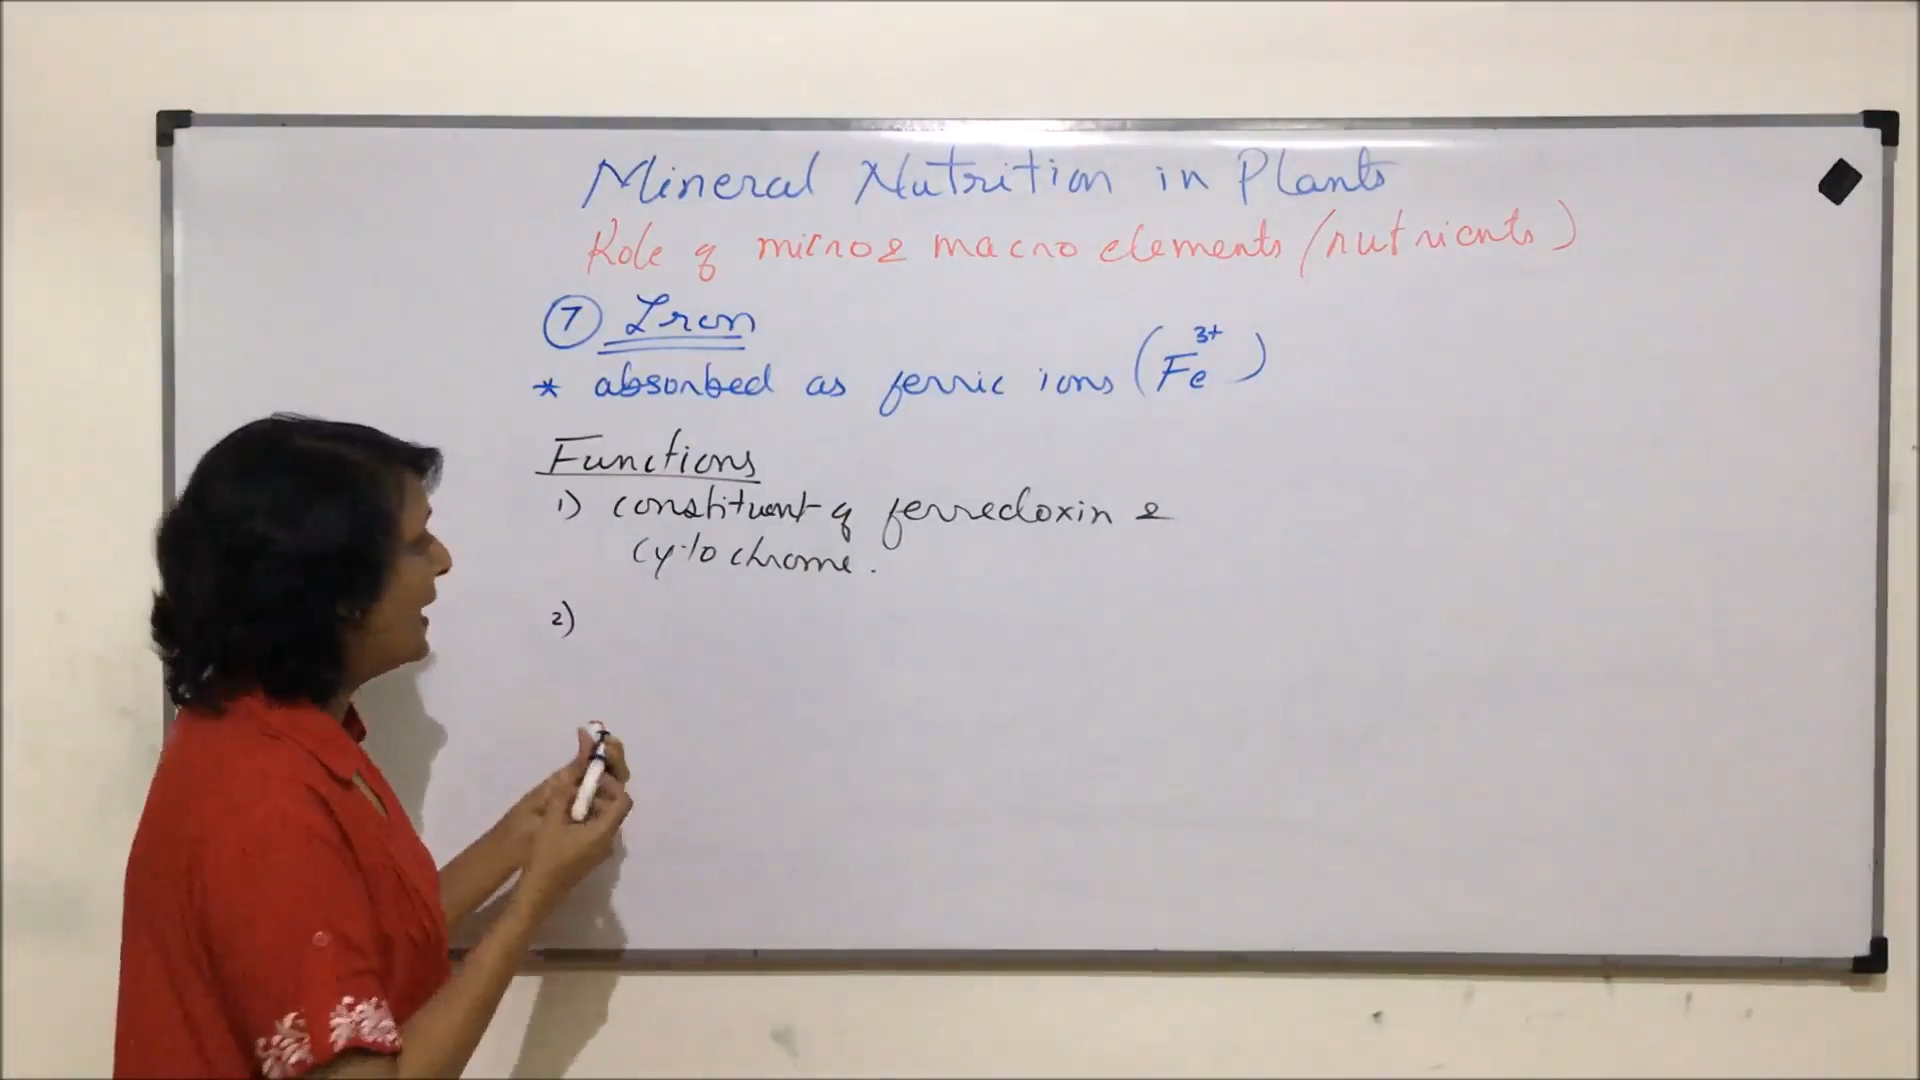 Mineral Nutrition in Plants
Role of micro & macro elements (nutrients)
7 Iron
* absorbed as ferric ions (Fe³⁺)
Functions
1) constituent of ferredoxin &
cytochrome.
2)